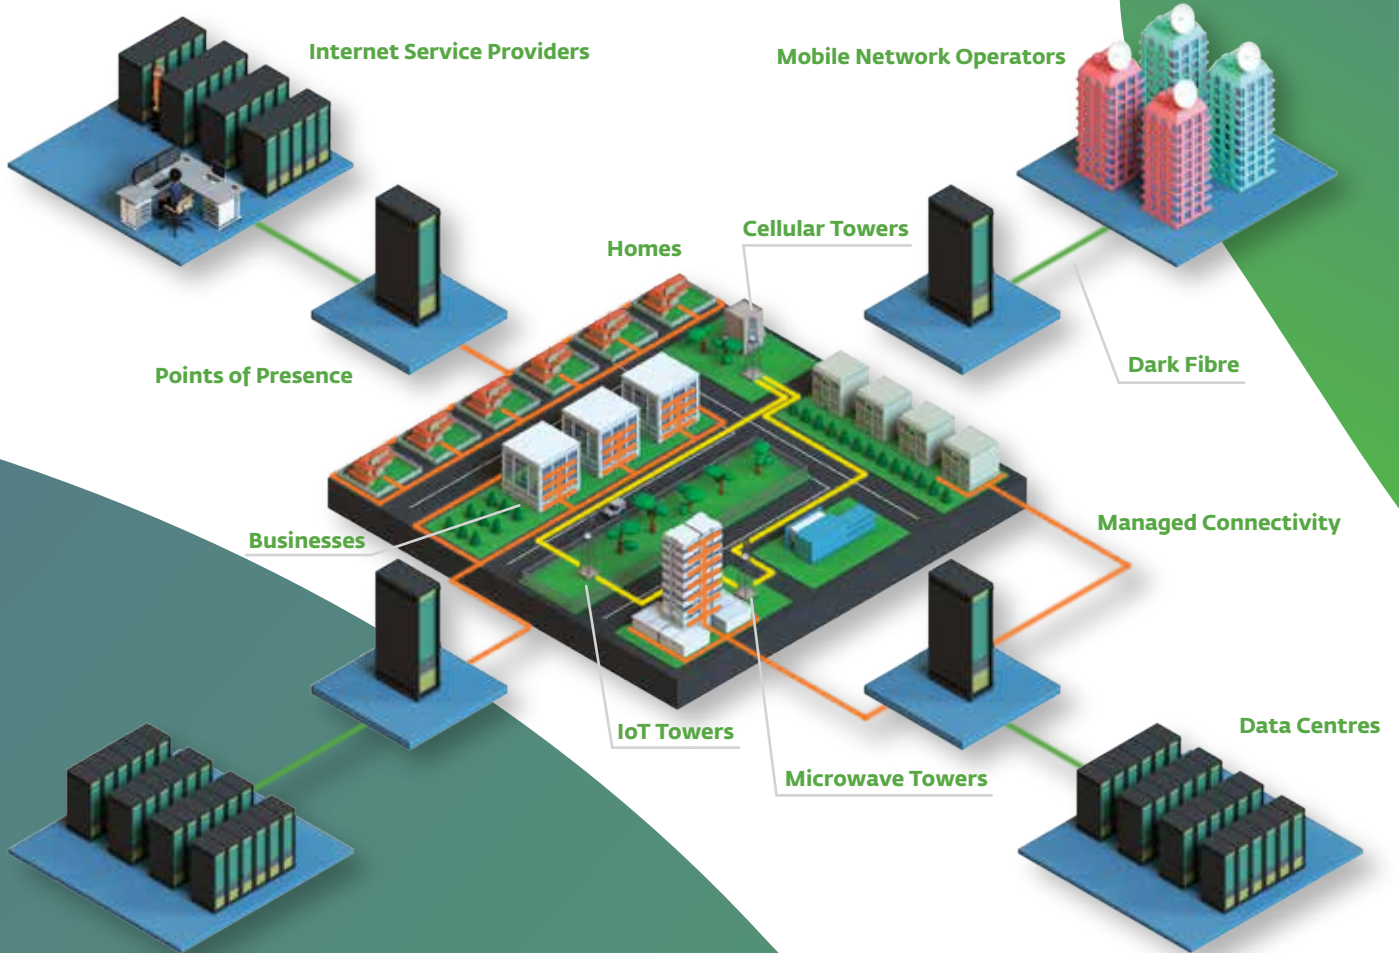 Internet Service Providers
Mobile Network Operators
Cellular Towers
Homes
Dark Fibre
Points of Presence
Managed Connectivity
Businesses
IoT Towers
Data Centres
Microwave Towers